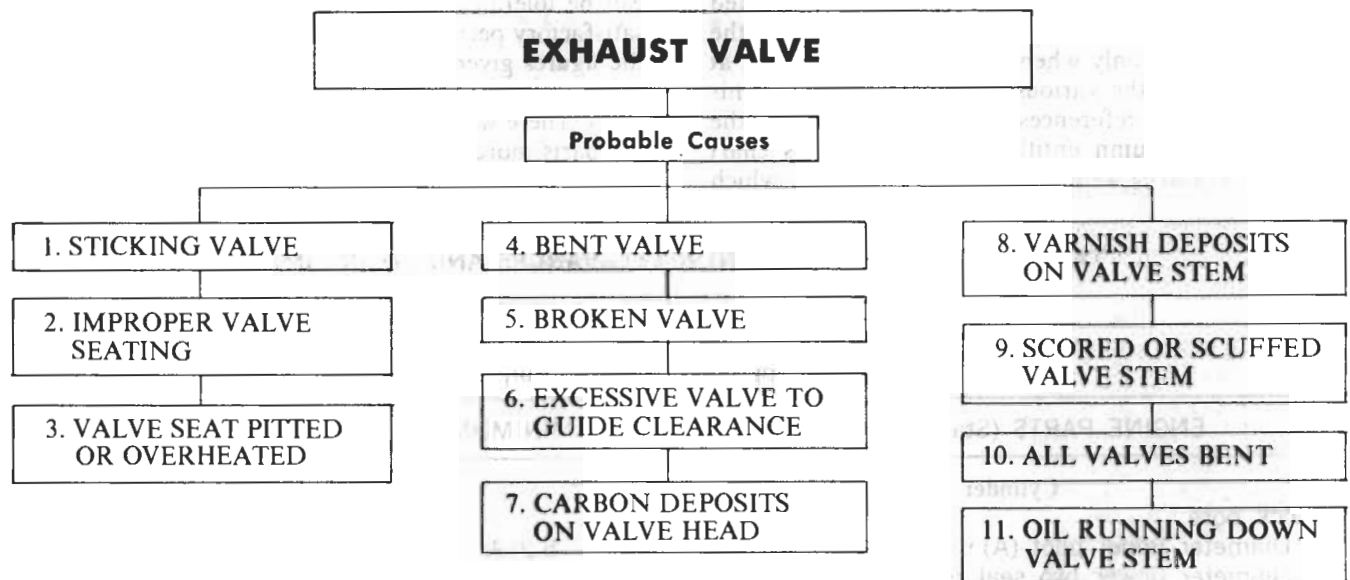 EXHAUST VALVE
Probable Causes
1. STICKING VALVE
2. IMPROPER VALVE
SEATING
3. VALVE SEAT PITTED
OR OVERHEATED
4. BENT VALVE
5. BROKEN VALVE
6. EXCESSIVE VALVE TO
GUIDE CLEARANCE
7. CARBON DEPOSITS
ON VALVE HEAD
8. VARNISH DEPOSITS
ON VALVE STEM
9. SCORED OR SCUFFED
VALVE STEM
10. ALL VALVES BENT
11. OIL RUNNING DOWN
VALVE STEM